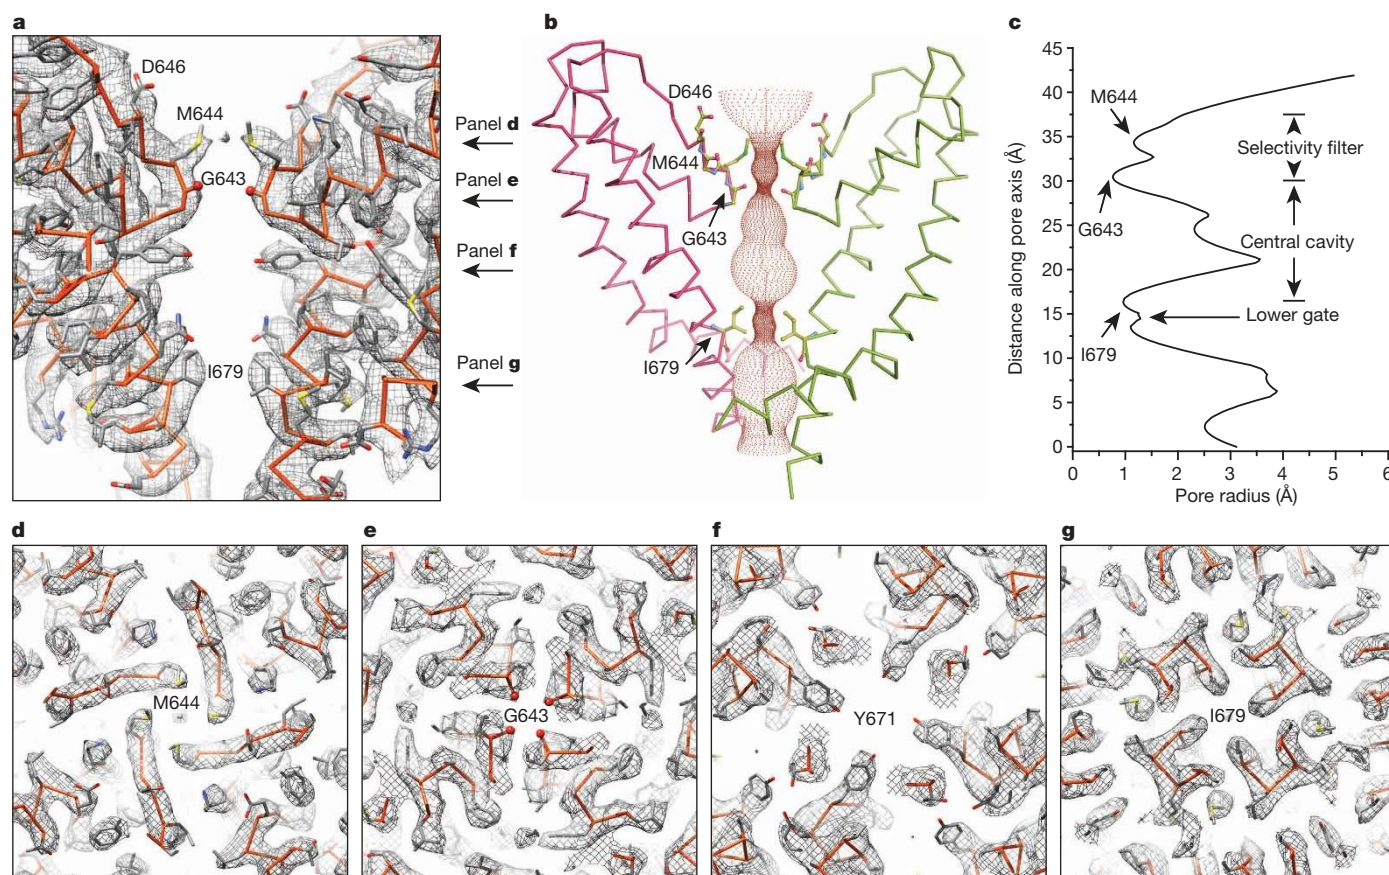 a
b
c
D646
M644
G643
I679
Panel d
Panel e
Panel f
Panel g
D646
M644
G643
I679
45
40
35
30
25
20
15
10
5
0
Distance along pore axis (Å)
M644
G643
I679
Selectivity filter
Central cavity
Lower gate
0 1 2 3 4 5 6
Pore radius (Å)
d
e
f
g
M644
G643
Y671
I679